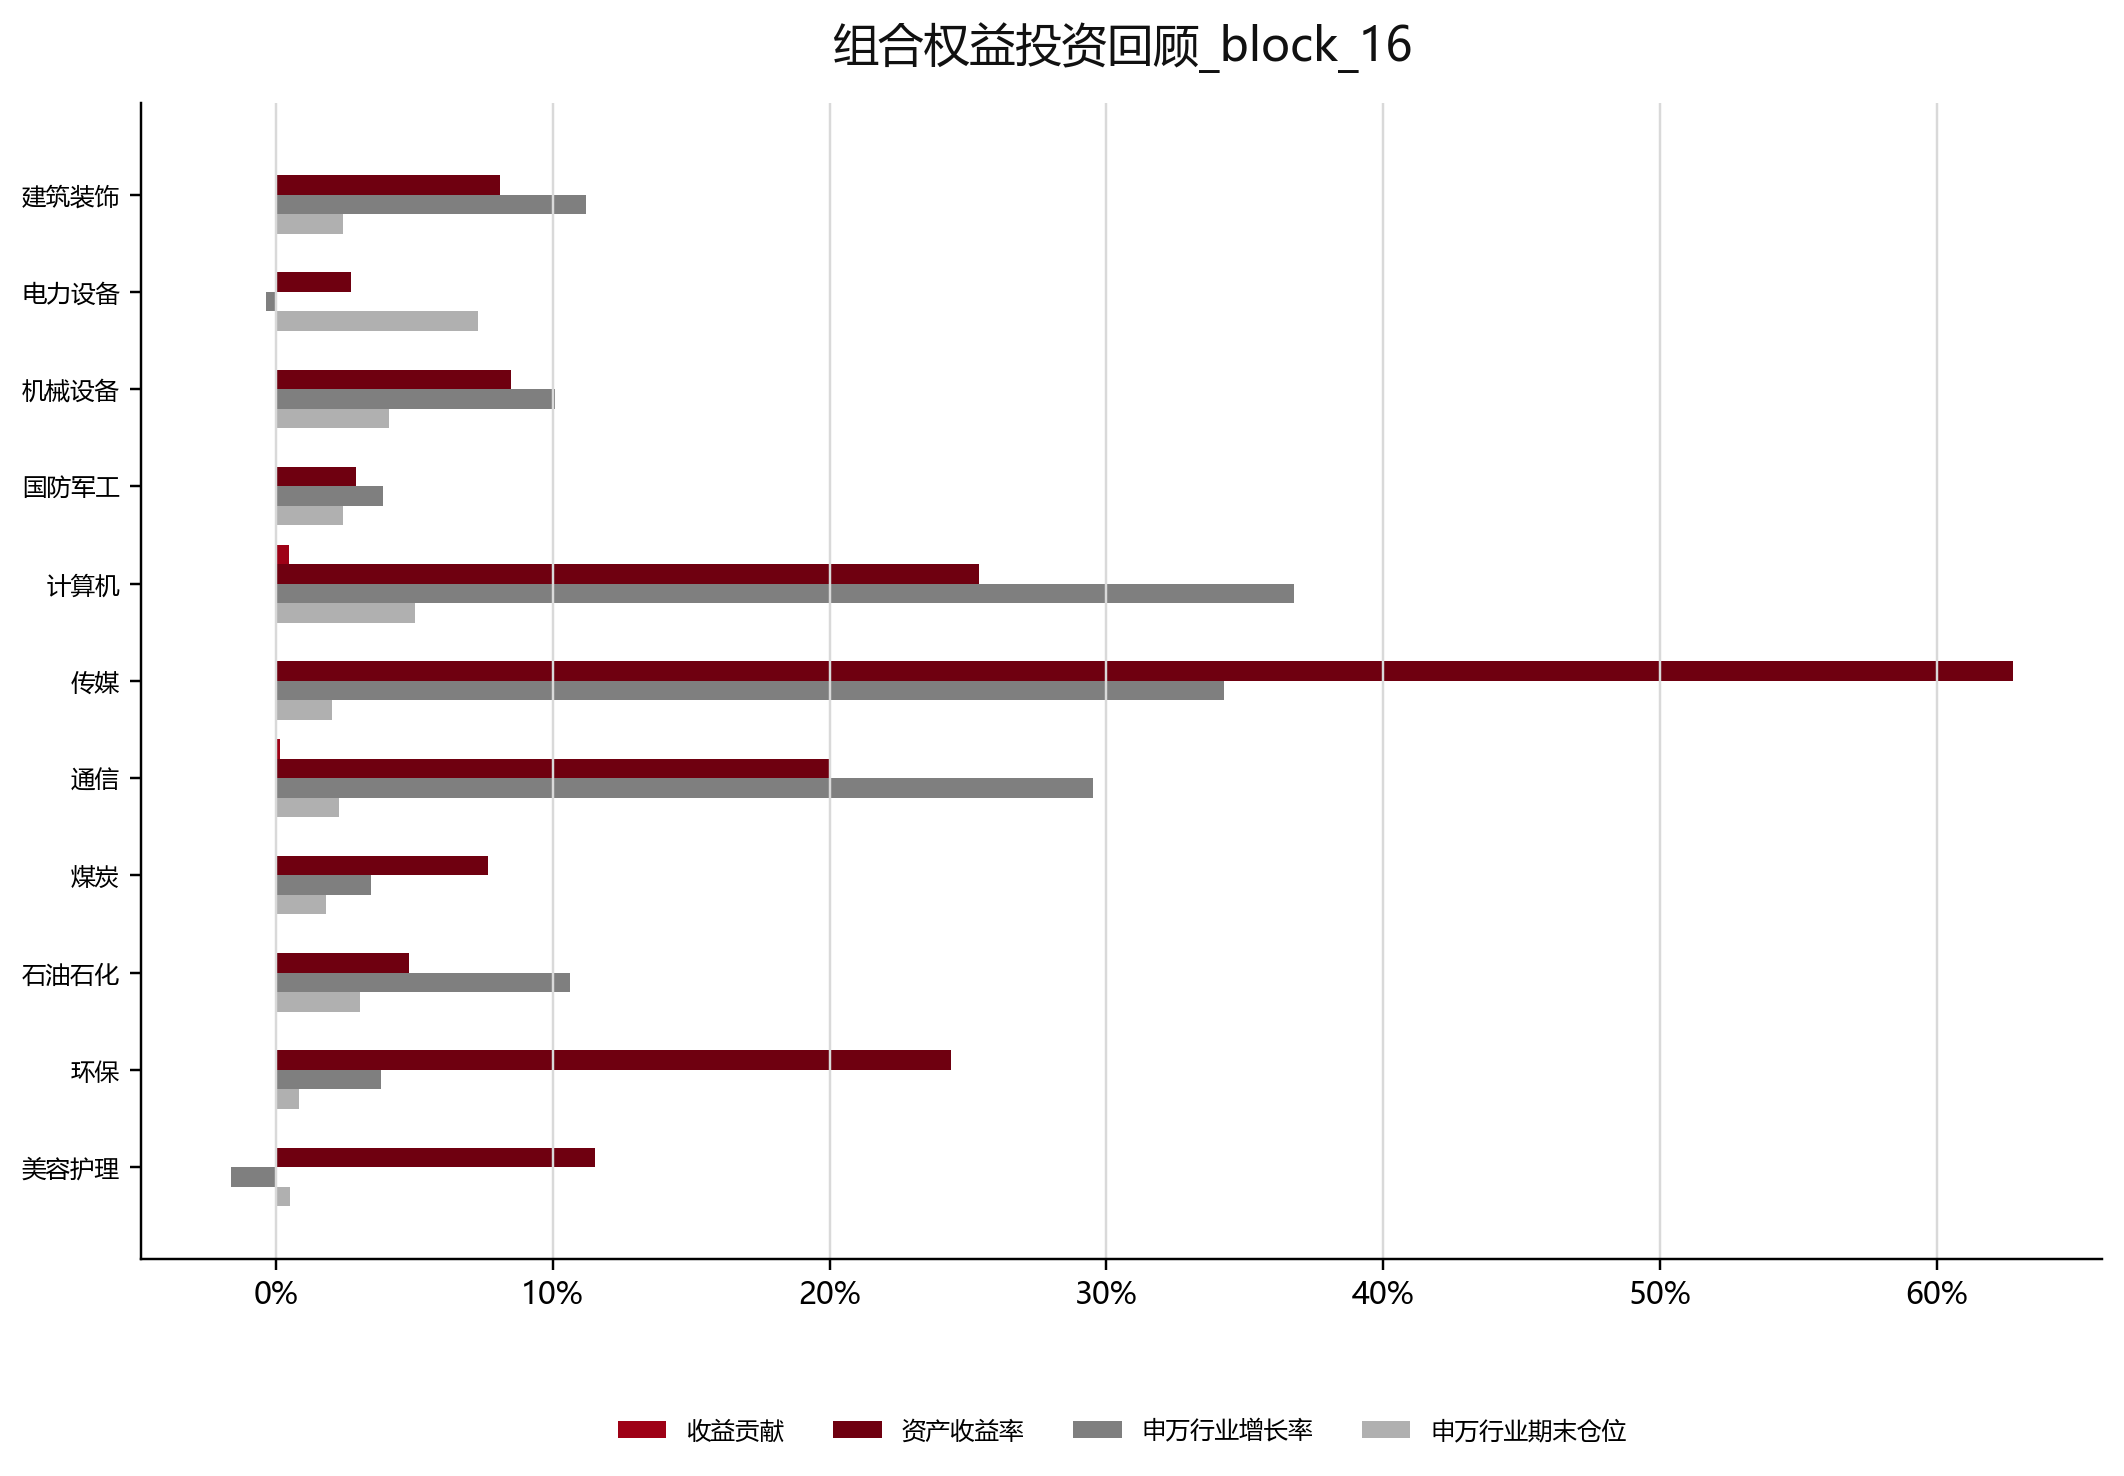 组合权益投资回顾_block_16
建筑装饰
电力设备
机械设备
国防军工
计算机
传媒
通信
煤炭
石油石化
环保
美容护理
0% 10% 20% 30% 40% 50% 60%
收益贡献 资产收益率 申万行业增长率 申万行业期末仓位